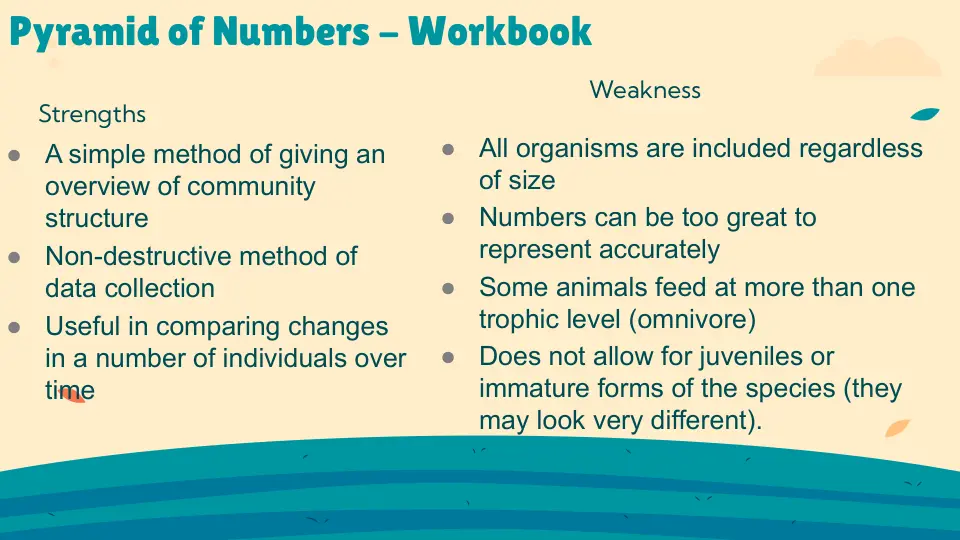 Pyramid of Numbers – Workbook
Strengths
● A simple method of giving an
overview of community
structure
● Non-destructive method of
data collection
● Useful in comparing changes
in a number of individuals over
time
Weakness
● All organisms are included regardless
of size
● Numbers can be too great to
represent accurately
● Some animals feed at more than one
trophic level (omnivore)
● Does not allow for juveniles or
immature forms of the species (they
may look very different).